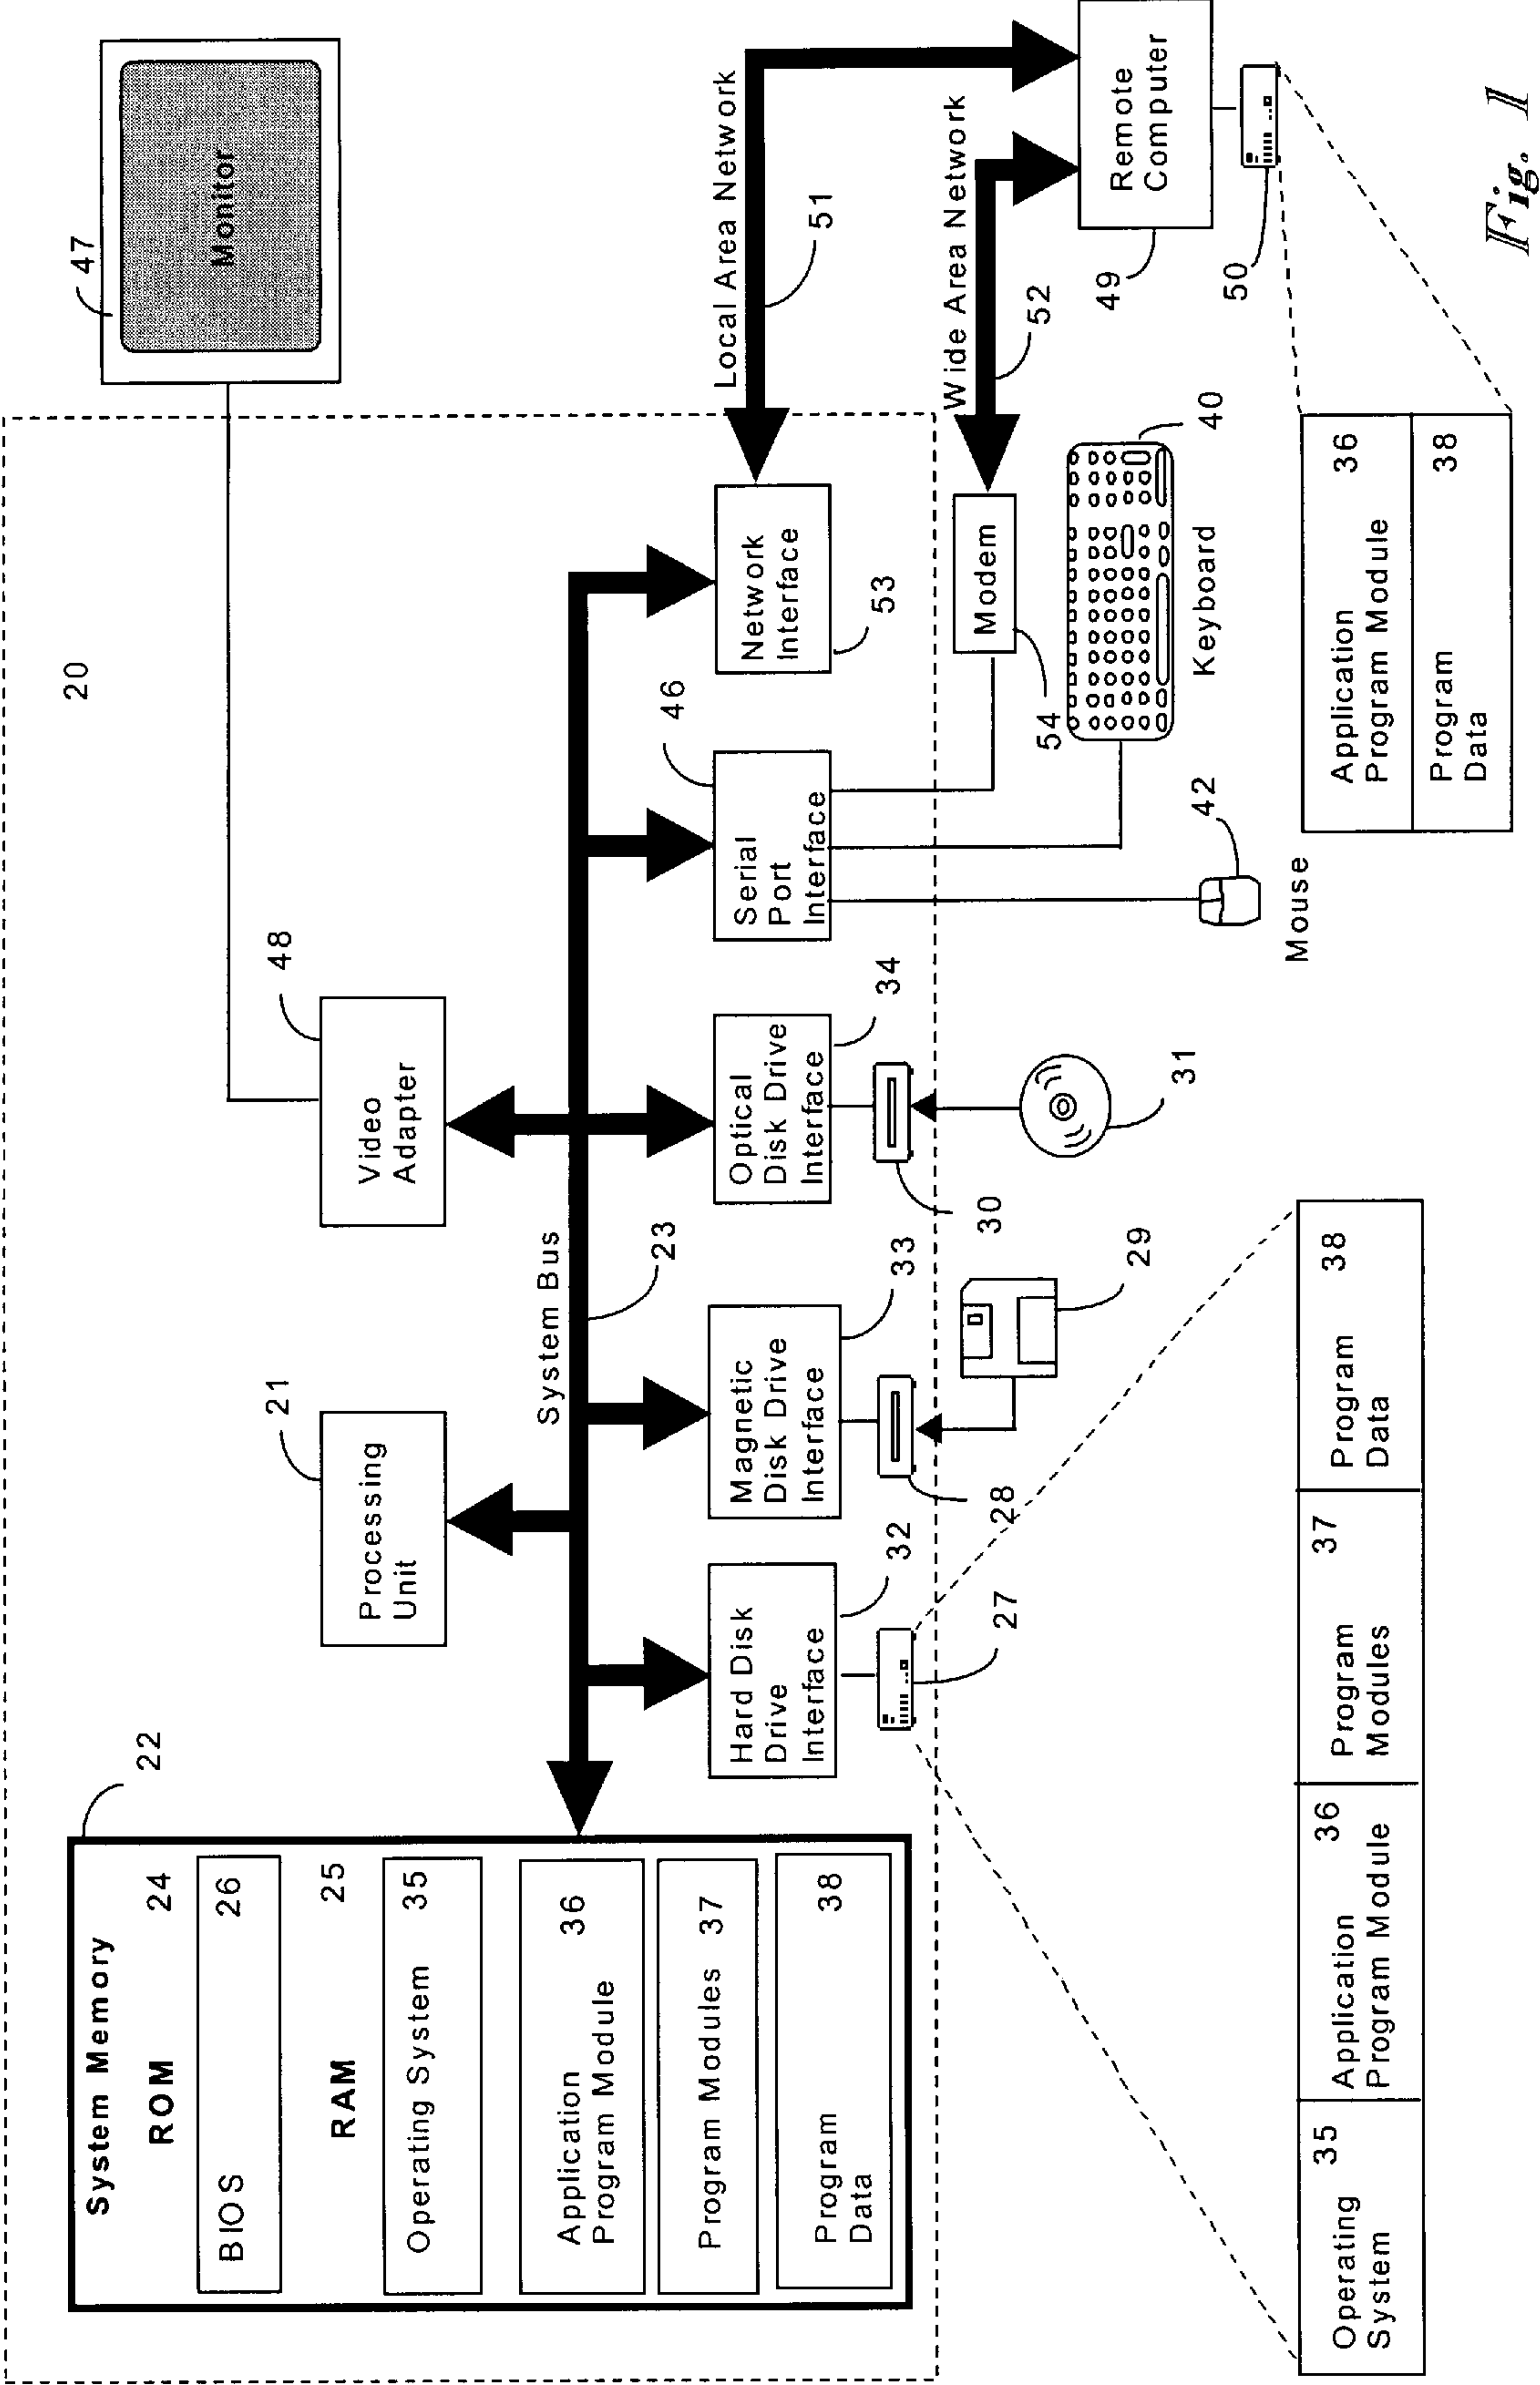 20
System Memory
ROM 24
BIOS 26
RAM 25
Operating System 35
Application
Program Module 36
Program Modules 37
Program
Data 38
22
Processing
Unit
21
Video
Adapter
48
47
Monitor
System Bus
23
Hard Disk
Drive
Interface
32
Magnetic
Disk Drive
Interface
33
Optical
Disk Drive
Interface
34
Serial
Port
Interface
46
Network
Interface
53
Local Area Network
51
27
28
29
30
31
Modem
54
Wide Area Network
52
Keyboard
40
Mouse
42
Remote
Computer
49
50
Operating
System
35
Application
Program Module
36
Program
Modules
37
Program
Data
38
Application
Program Module
36
Program
Data
38
Fig. 1